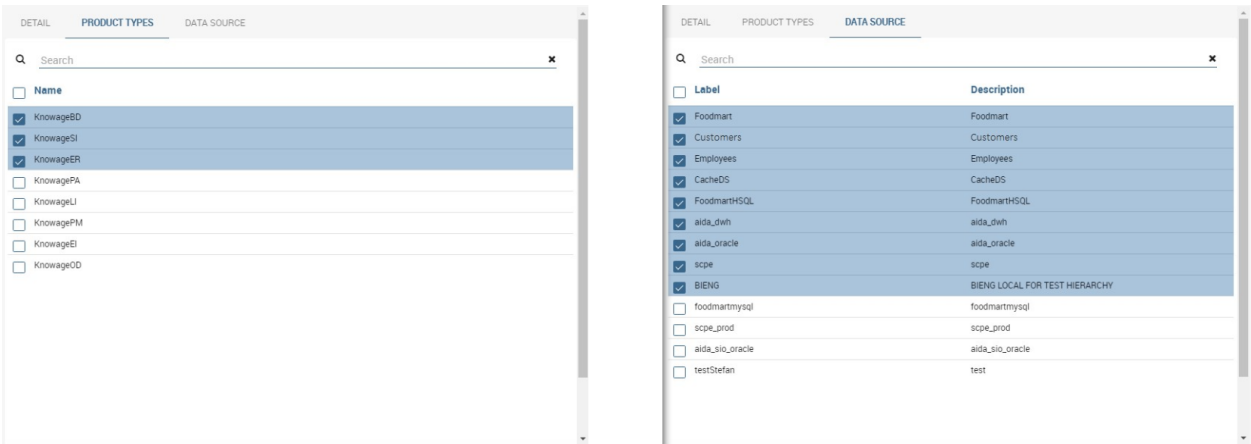 DETAIL PRODUCT TYPES DATA SOURCE
Search
Name
KnowageBD
KnowageSI
KnowageER
KnowagePA
KnowageLI
KnowagePM
KnowageEI
KnowageOD
DETAIL PRODUCT TYPES DATA SOURCE
Search
Label Description
Foodmart Foodmart
Customers Customers
Employees Employees
CacheDS CacheDS
FoodmartHSQL FoodmartHSQL
aida_dwh aida_dwh
aida_oracle aida_oracle
scpe scpe
BIENG BIENG LOCAL FOR TEST HIERARCHY
foodmartmysql foodmartmysql
scpe_prod scpe_prod
aida_sio_oracle aida_sio_oracle
testStefan test